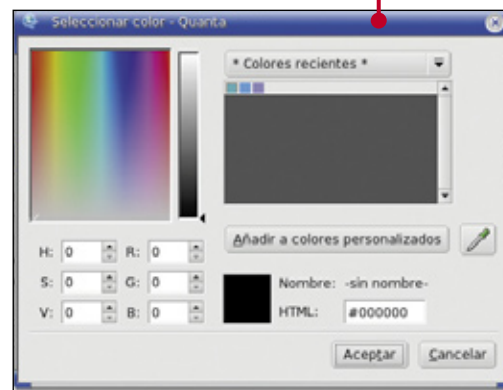 Seleccionar color - Quanta
* Colores recientes *
Añadir a colores personalizados
H: 0 R: 0
S: 0 G: 0
V: 0 B: 0
Nombre: -sin nombre-
HTML: #000000
Aceptar Cancelar